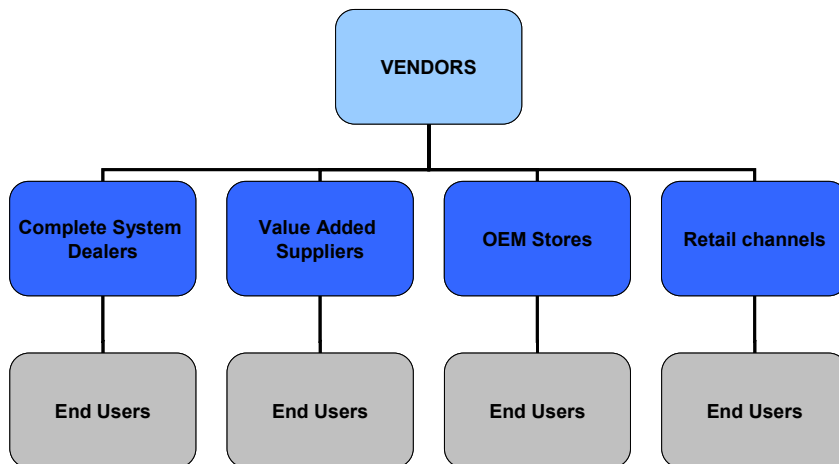 VENDORS
Complete System
Dealers
Value Added
Suppliers
OEM Stores
Retail channels
End Users
End Users
End Users
End Users